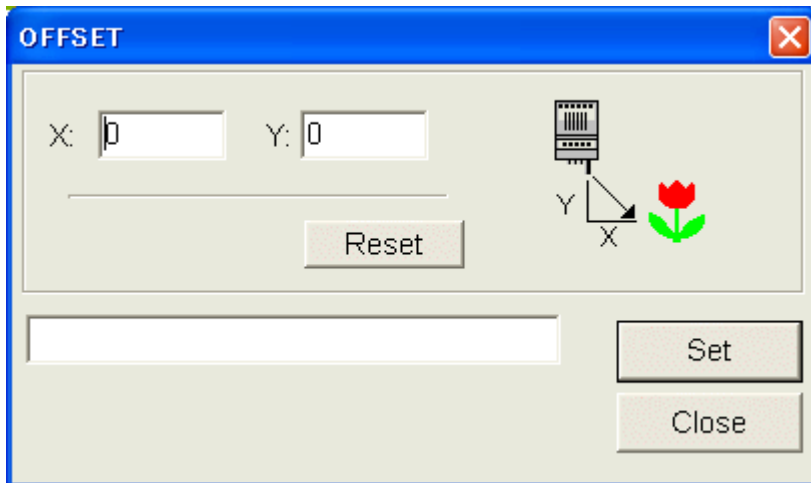 OFFSET
X: 0 Y: 0
Y
X
Reset
Set
Close